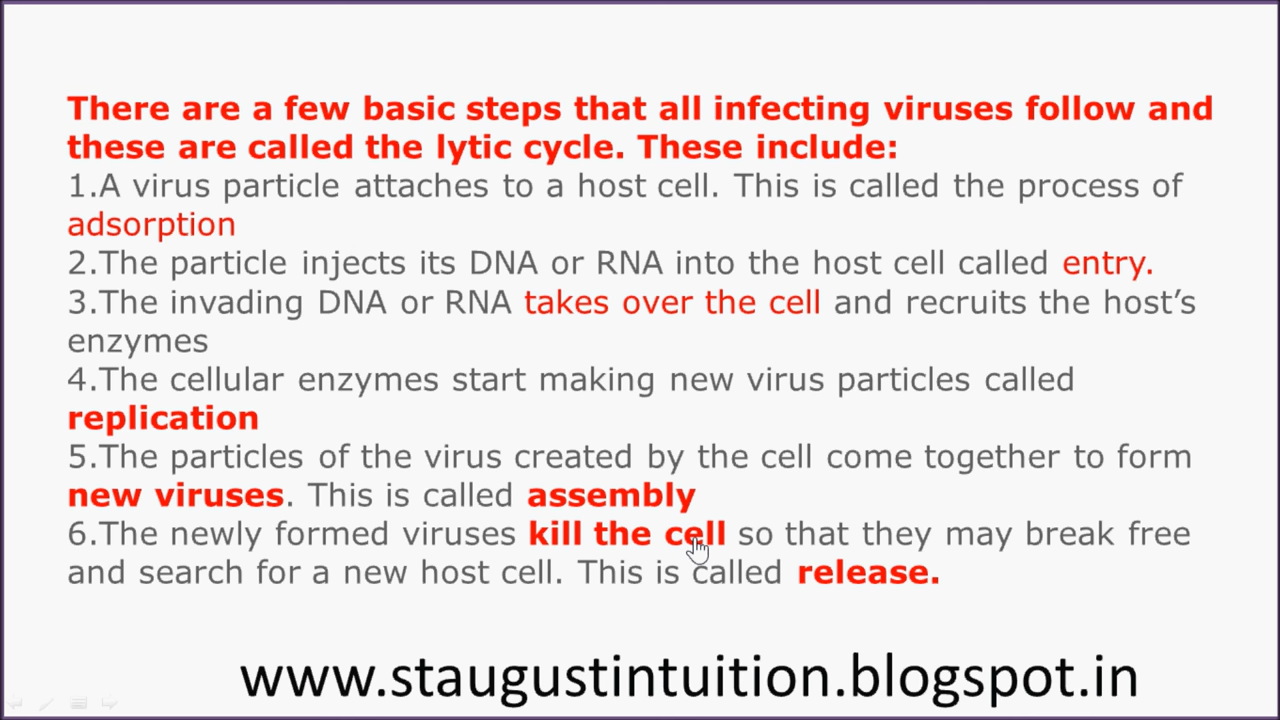 There are a few basic steps that all infecting viruses follow and
these are called the lytic cycle. These include:
1.A virus particle attaches to a host cell. This is called the process of
adsorption
2.The particle injects its DNA or RNA into the host cell called entry.
3.The invading DNA or RNA takes over the cell and recruits the host’s
enzymes
4.The cellular enzymes start making new virus particles called
replication
5.The particles of the virus created by the cell come together to form
new viruses. This is called assembly
6.The newly formed viruses kill the cell so that they may break free
and search for a new host cell. This is called release.
www.staugustintuition.blogspot.in